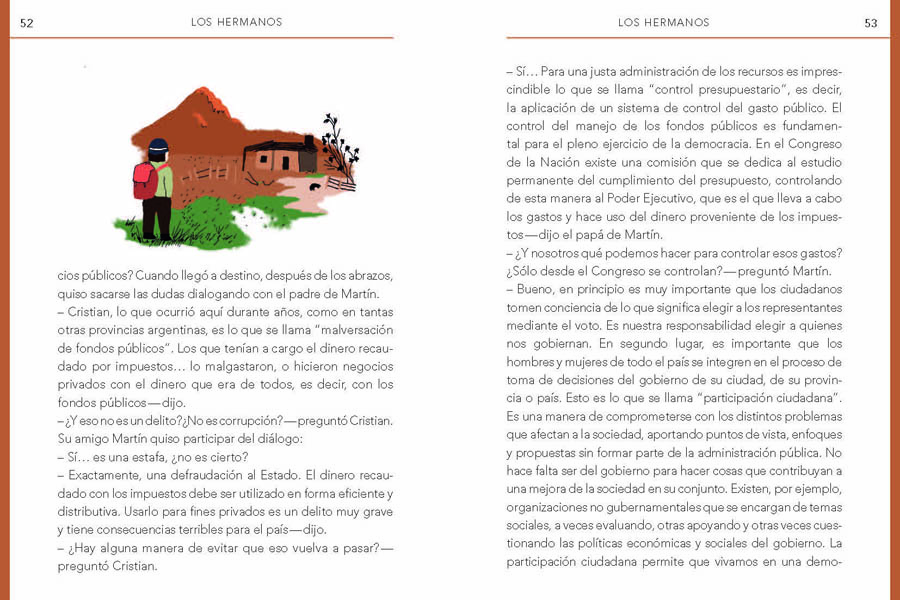 52
LOS HERMANOS
cios públicos? Cuando llegó a destino, después de los abrazos,
quiso sacarse las dudas dialogando con el padre de Martín.
– Cristian, lo que ocurrió aquí durante años, como en tantas
otras provincias argentinas, es lo que se llama “malversación
de fondos públicos”. Los que tenían a cargo el dinero recau-
dado por impuestos... lo malgastaron, o hicieron negocios
privados con el dinero que era de todos, es decir, con los
fondos públicos—dijo.
–¿Y eso no es un delito?¿No es corrupción?—preguntó Cristian.
Su amigo Martín quiso participar del diálogo:
– Sí... es una estafa, ¿no es cierto?
– Exactamente, una defraudación al Estado. El dinero recau-
dado con los impuestos debe ser utilizado en forma eficiente y
distributiva. Usarlo para fines privados es un delito muy grave
y tiene consecuencias terribles para el país—dijo.
– ¿Hay alguna manera de evitar que eso vuelva a pasar?—
preguntó Cristian.
LOS HERMANOS
53
– Sí... Para una justa administración de los recursos es impres-
cindible lo que se llama “control presupuestario”, es decir,
la aplicación de un sistema de control del gasto público. El
control del manejo de los fondos públicos es fundamen-
tal para el pleno ejercicio de la democracia. En el Congreso
de la Nación existe una comisión que se dedica al estudio
permanente del cumplimiento del presupuesto, controlando
de esta manera al Poder Ejecutivo, que es el que lleva a cabo
los gastos y hace uso del dinero proveniente de los impues-
tos—dijo el papá de Martín.
– ¿Y nosotros qué podemos hacer para controlar esos gastos?
¿Sólo desde el Congreso se controlan?—preguntó Martín.
– Bueno, en principio es muy importante que los ciudadanos
tomen conciencia de lo que significa elegir a los representantes
mediante el voto. Es nuestra responsabilidad elegir a quienes
nos gobiernan. En segundo lugar, es importante que los
hombres y mujeres de todo el país se integren en el proceso de
toma de decisiones del gobierno de su ciudad, de su provin-
cia o país. Esto es lo que se llama “participación ciudadana”.
Es una manera de comprometerse con los distintos problemas
que afectan a la sociedad, aportando puntos de vista, enfoques
y propuestas sin formar parte de la administración pública. No
hace falta ser del gobierno para hacer cosas que contribuyan a
una mejora de la sociedad en su conjunto. Existen, por ejemplo,
organizaciones no gubernamentales que se encargan de temas
sociales, a veces evaluando, otras apoyando y otras veces cues-
tionando las políticas económicas y sociales del gobierno. La
participación ciudadana permite que vivamos en una demo-